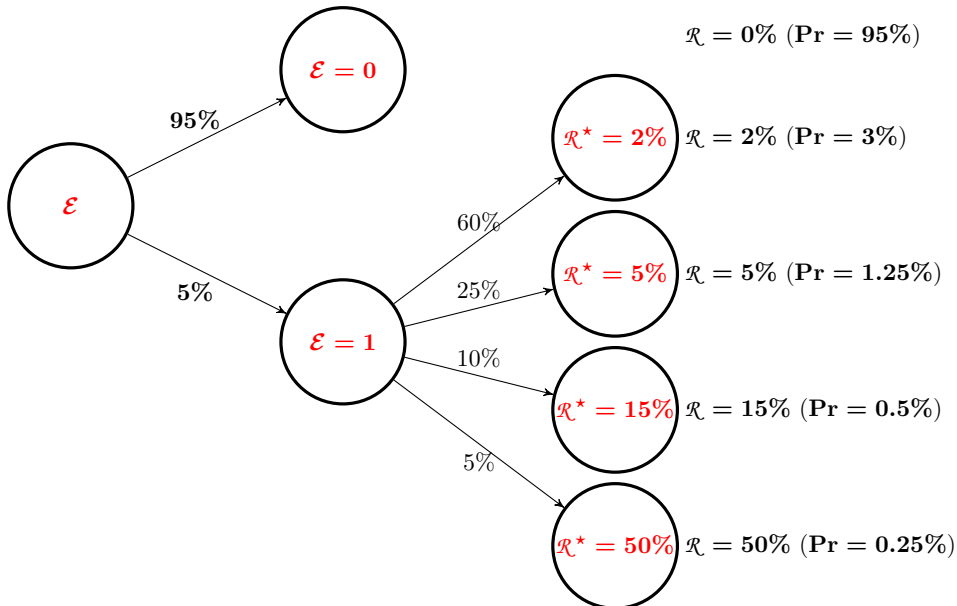 ℛ = 0% (Pr = 95%)
ℰ = 0
95%
ℛ* = 2% ℛ = 2% (Pr = 3%)
ℰ
60%
ℛ* = 5% ℛ = 5% (Pr = 1.25%)
5%
25%
ℰ = 1
10%
ℛ* = 15% ℛ = 15% (Pr = 0.5%)
5%
ℛ* = 50% ℛ = 50% (Pr = 0.25%)